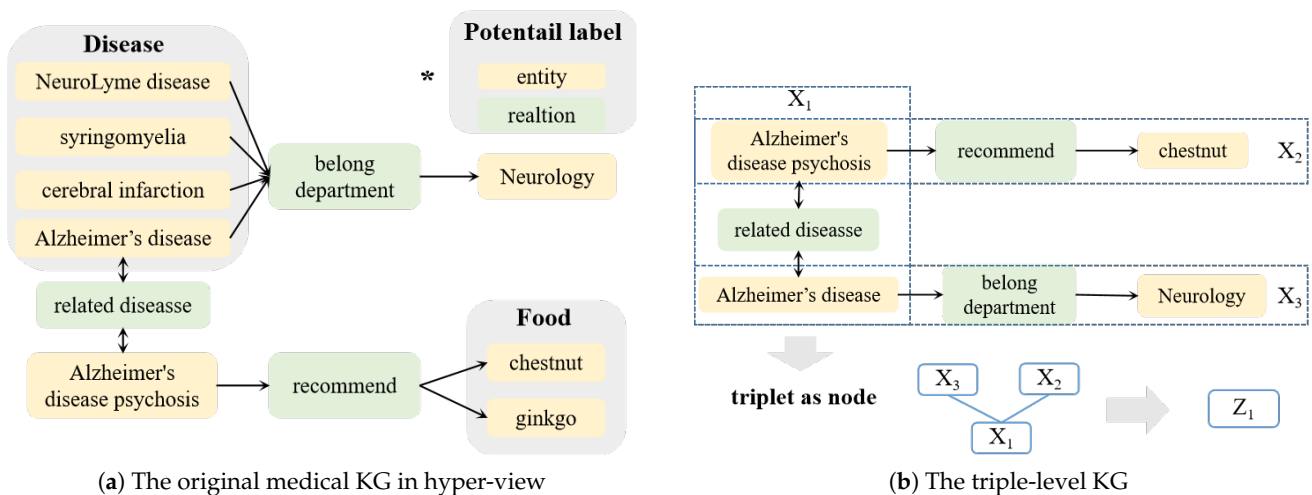 Disease
NeuroLyme disease
syringomyelia
cerebral infarction
Alzheimer's disease
related diseasse
Alzheimer's
disease psychosis
belong
department
Neurology
recommend
Food
chestnut
ginkgo
*
Potentail label
entity
realtion
(a) The original medical KG in hyper-view
X₁
Alzheimer's
disease psychosis
recommend
chestnut
X₂
related diseasse
Alzheimer's disease
belong
department
Neurology
X₃
triplet as node
X₃
X₂
X₁
Z₁
(b) The triple-level KG